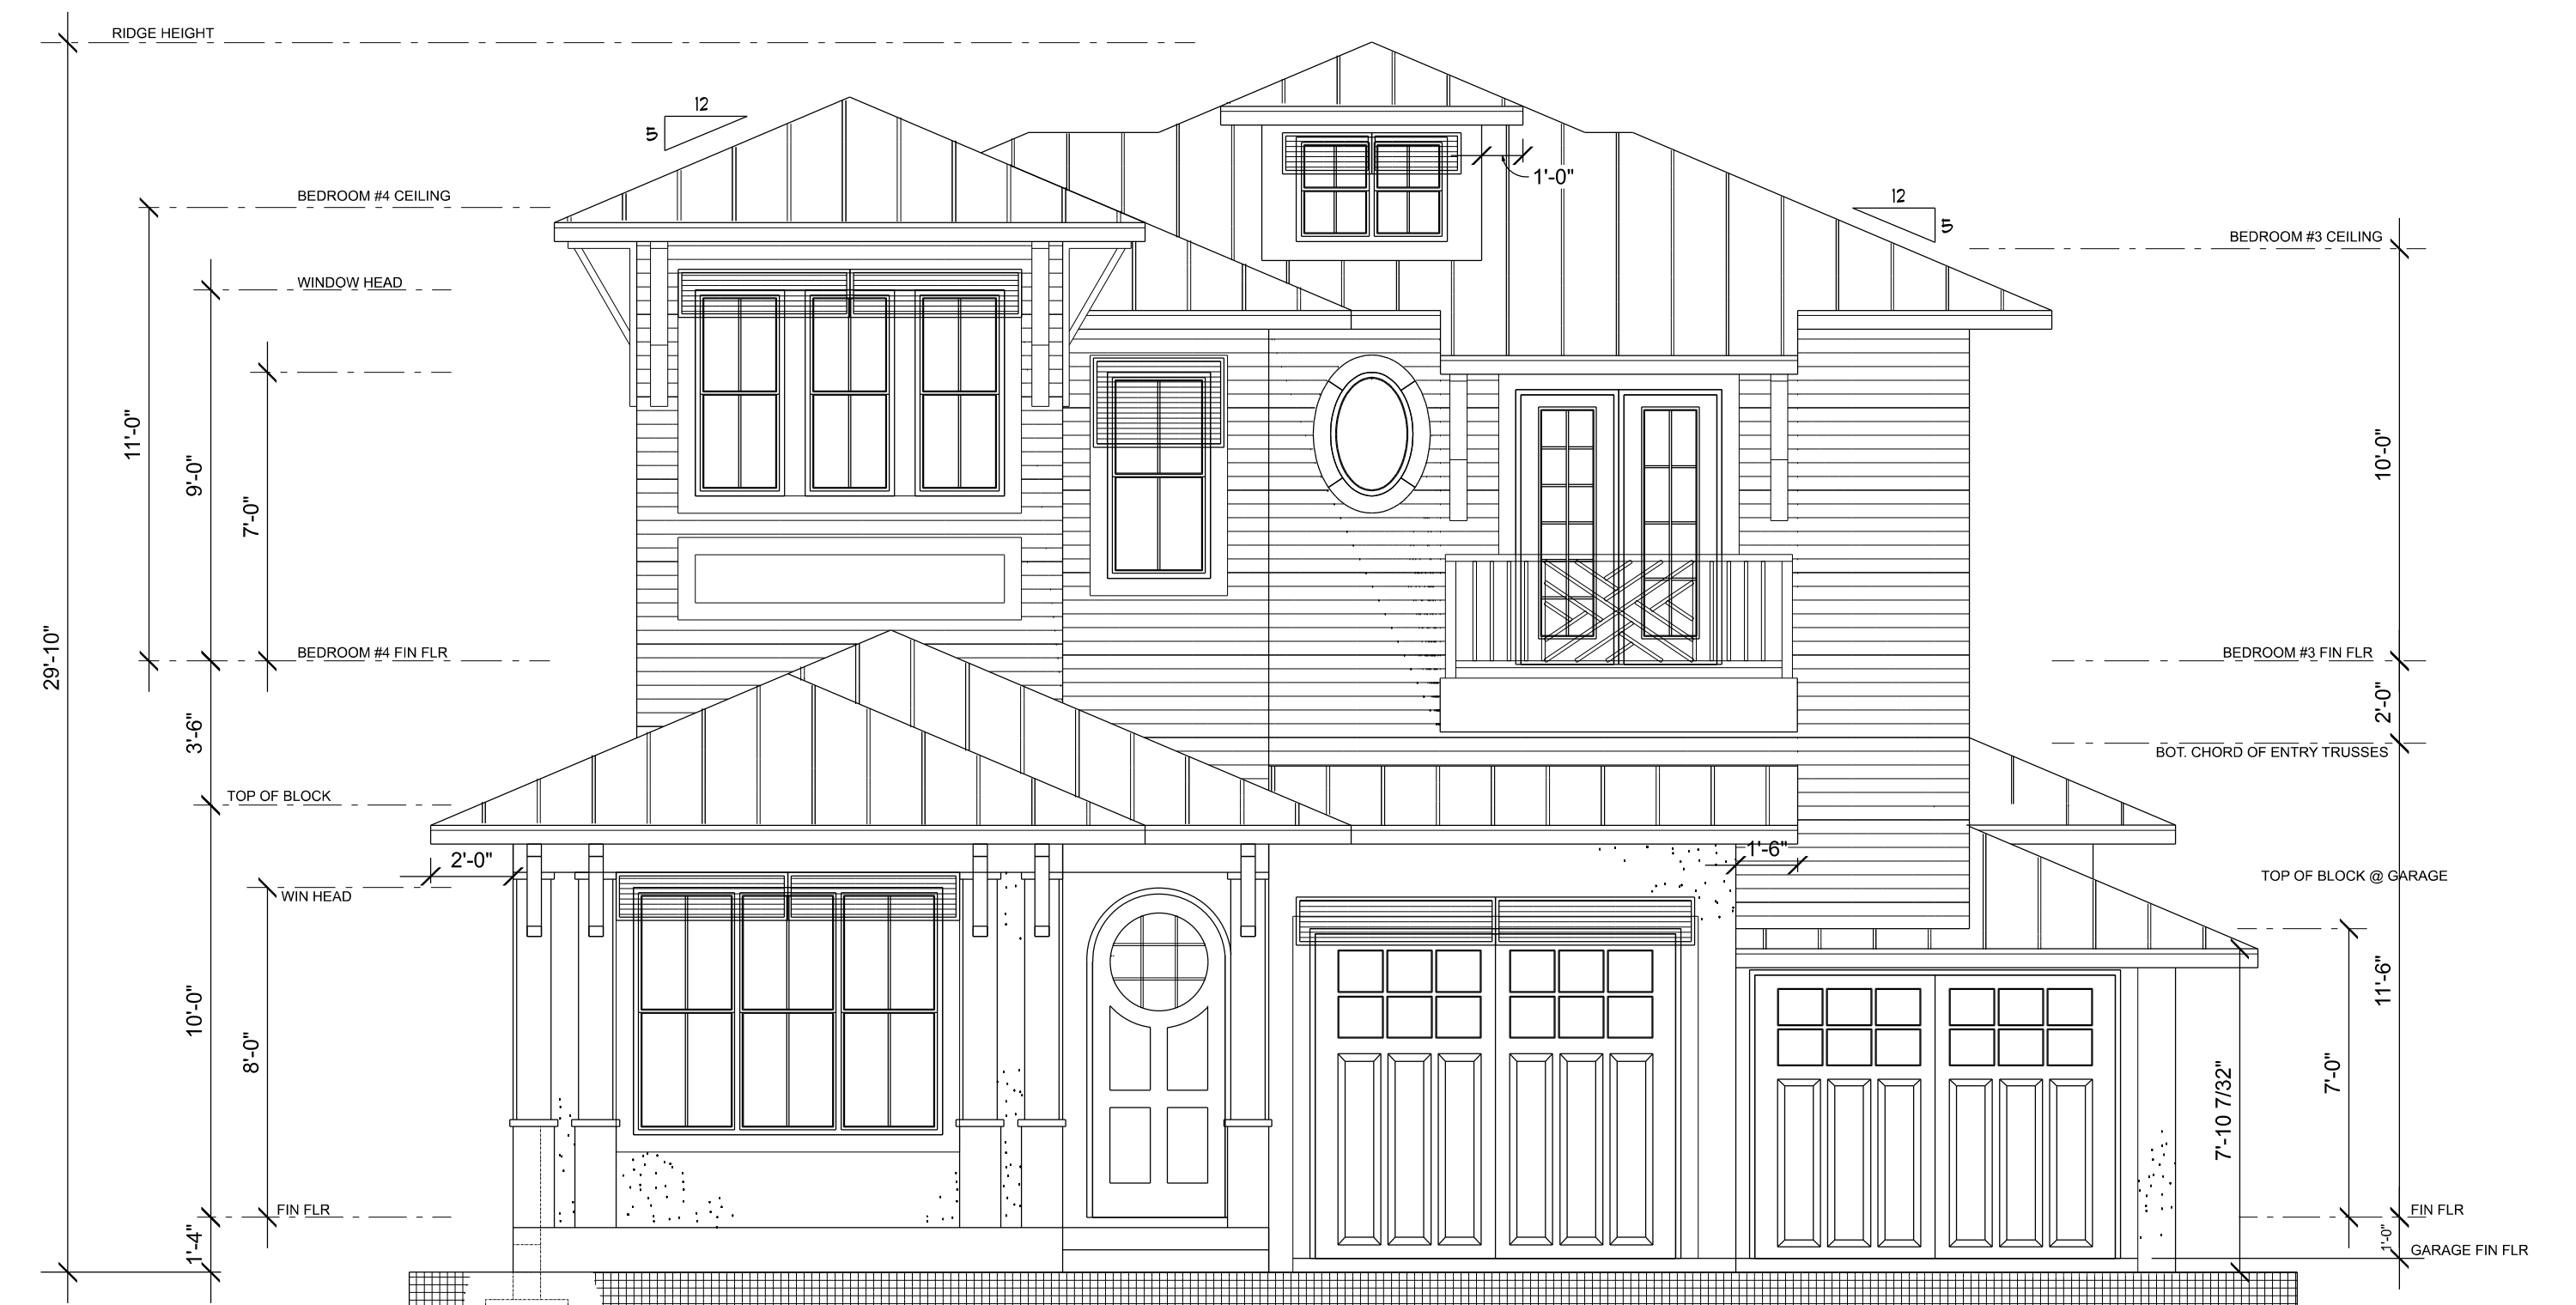 RIDGE HEIGHT
12
5
1'-0"
BEDROOM #4 CEILING
12
5
BEDROOM #3 CEILING
WINDOW HEAD
11'-0"
9'-0"
7'-0"
10'-0"
29'-10"
BEDROOM #4 FIN FLR
BEDROOM #3 FIN FLR
3'-6"
2'-0"
BOT. CHORD OF ENTRY TRUSSES
TOP OF BLOCK
2'-0"
1'-6"
WIN HEAD
TOP OF BLOCK @ GARAGE
10'-0"
8'-0"
11'-6"
7'-0"
7'-10 7/32"
FIN FLR
FIN FLR
1'-4"
1'-0"
GARAGE FIN FLR